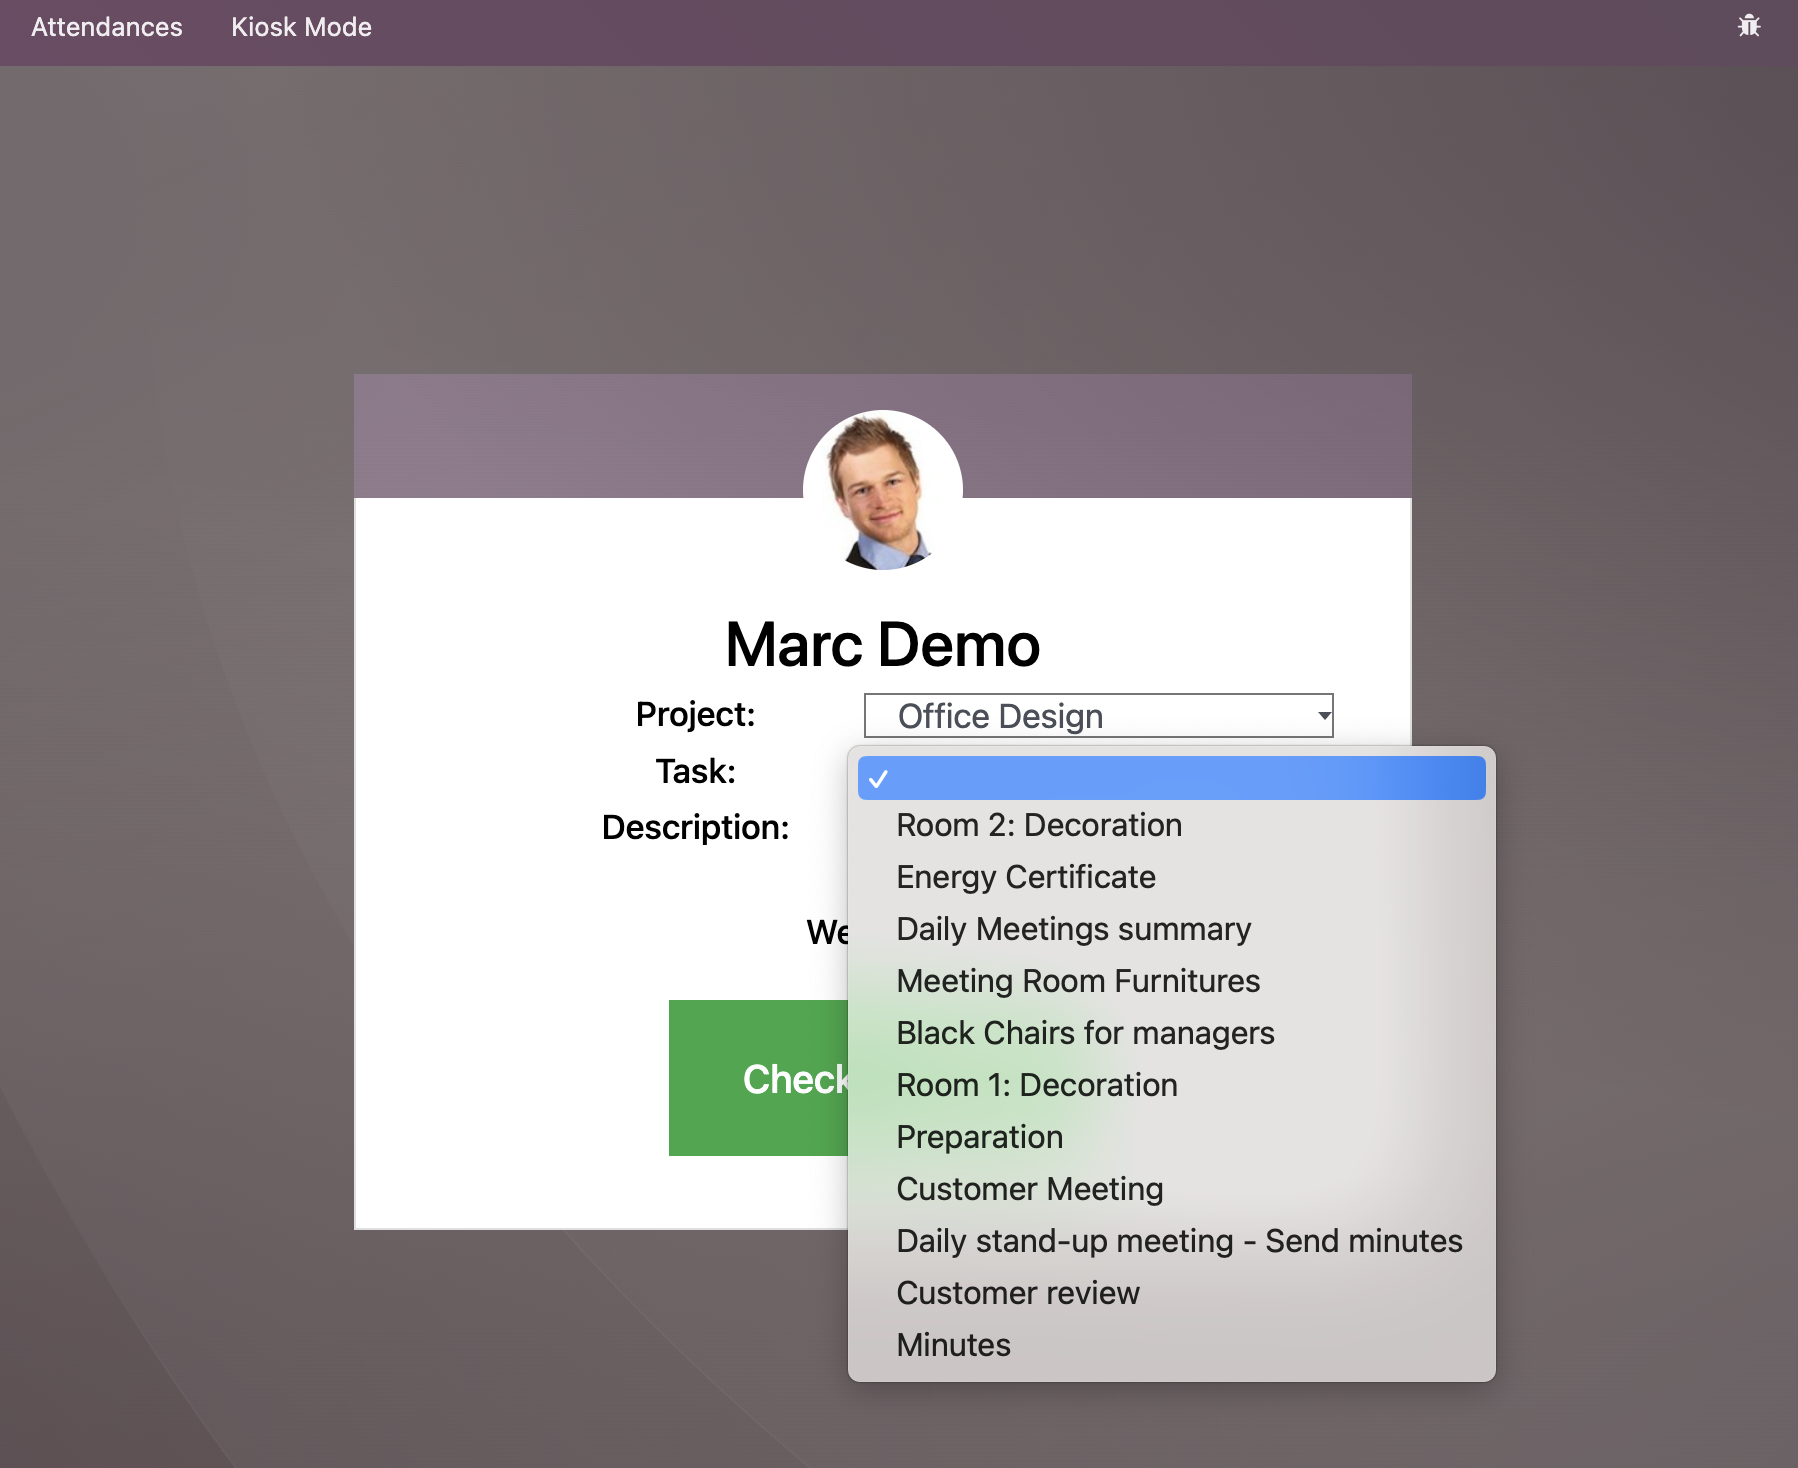 Attendances Kiosk Mode
Marc Demo
Project: Office Design
Task:
Description:
Room 2: Decoration
Energy Certificate
Daily Meetings summary
Meeting Room Furnitures
Black Chairs for managers
Room 1: Decoration
Preparation
Customer Meeting
Daily stand-up meeting - Send minutes
Customer review
Minutes
We
Check